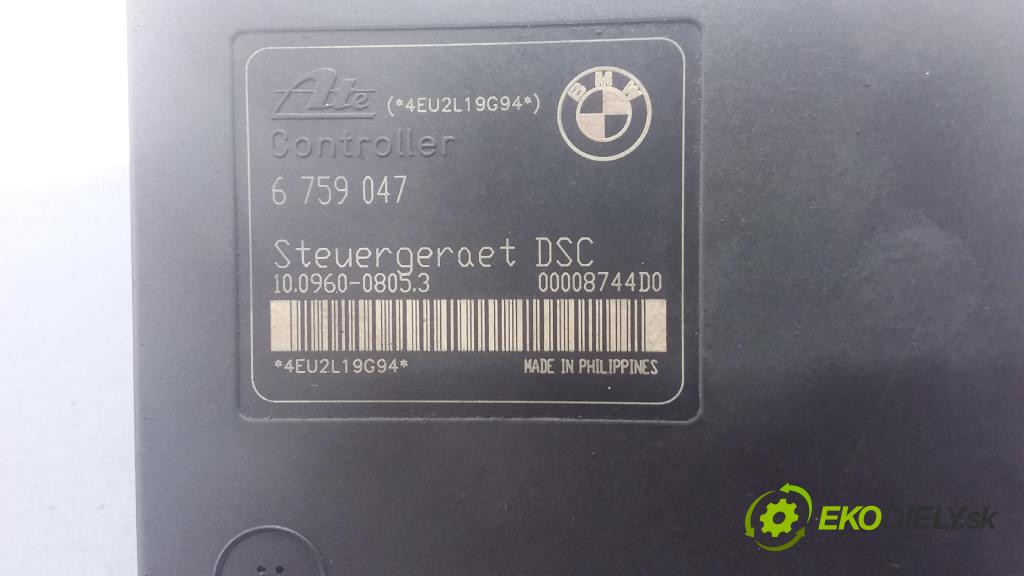 Ate (*4EU2L19G94*)
BMW
Controller
6 759 047
Steuergeraet DSC
10.0960-0805.3 00008744D0
*4EU2L19G94* MADE IN PHILIPPINES
EKODIELY.sk